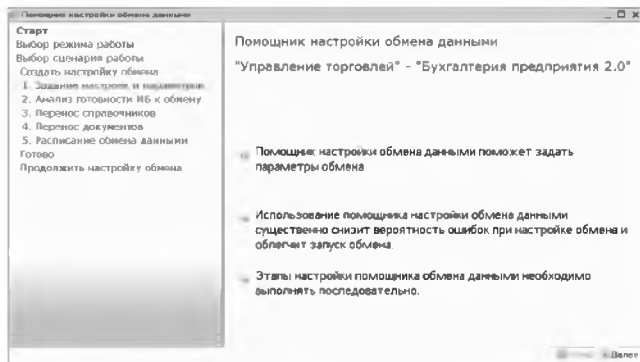 Помощник настройки обмена данными
Старт
Выбор режима работы
Выбор сценария работы
Создать настройку обмена
1. Задание настроек и параметров
2. Анализ готовности ИБ к обмену
3. Перенос справочников
4. Перенос документов
5. Расписание обмена данными
Готово
Продолжить настройку обмена
Помощник настройки обмена данными
"Управление торговлей" - "Бухгалтерия предприятия 2.0"
Помощник настройки обмена данными поможет задать
параметры обмена
Использование помощника настройки обмена данными
существенно снизит вероятность ошибок при настройке обмена и
облегчит запуск обмена.
Этапы настройки помощника обмена данными необходимо
выполнять последовательно.
Далее